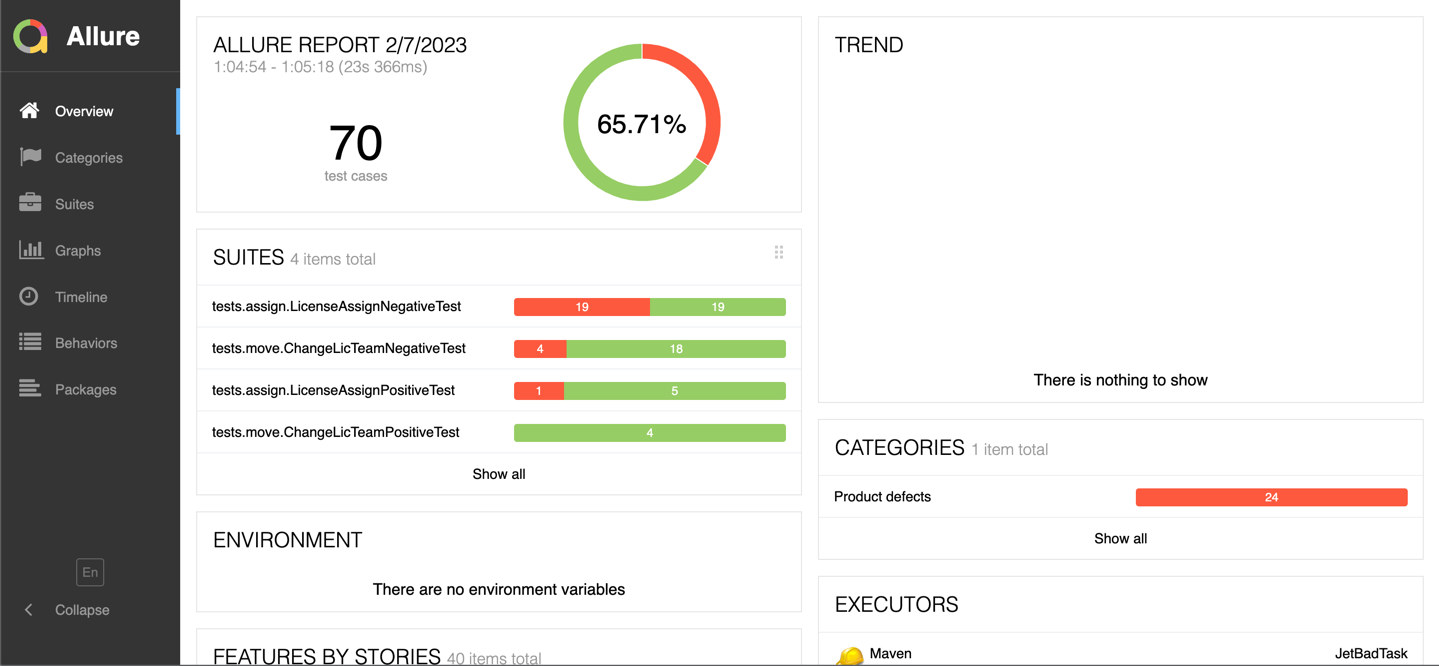 Allure
Overview
Categories
Suites
Graphs
Timeline
Behaviors
Packages
En
Collapse
ALLURE REPORT 2/7/2023
1:04:54 - 1:05:18 (23s 366ms)
70
test cases
65.71%
SUITES 4 items total
tests.assign.LicenseAssignNegativeTest 19 19
tests.move.ChangeLicTeamNegativeTest 4 18
tests.assign.LicenseAssignPositiveTest 1 5
tests.move.ChangeLicTeamPositiveTest 4
Show all
ENVIRONMENT
There are no environment variables
FEATURES BY STORIES 40 items total
TREND
There is nothing to show
CATEGORIES 1 item total
Product defects 24
Show all
EXECUTORS
Maven JetBadTask